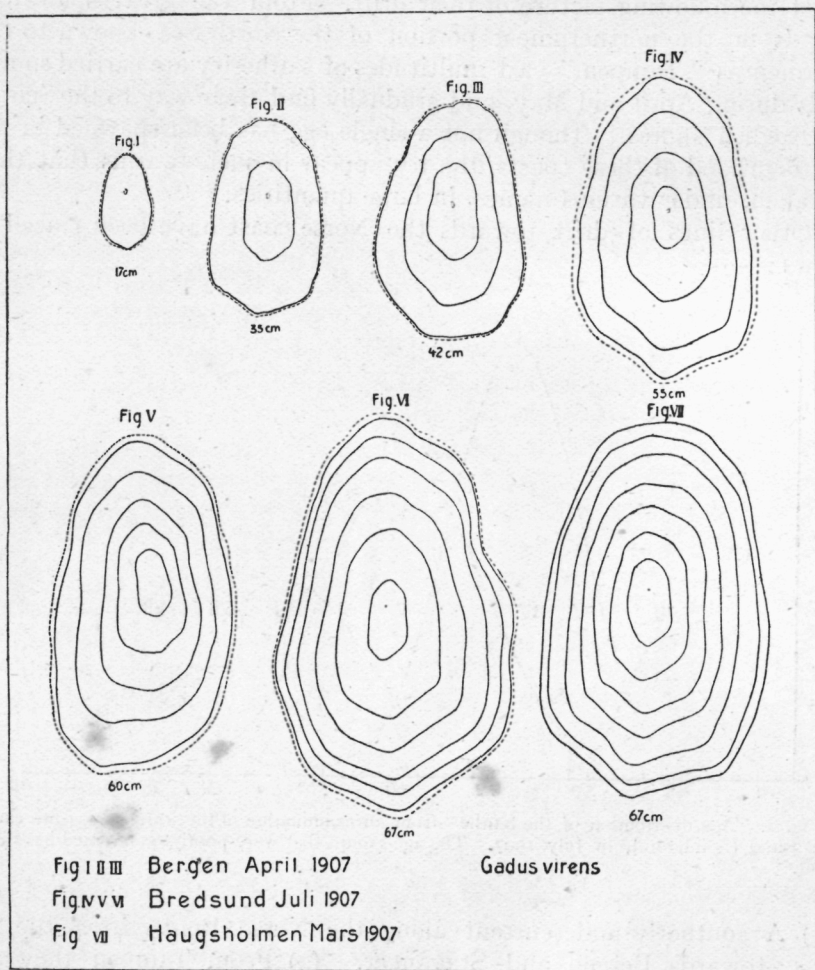 Fig. I
Fig. II
Fig. III
Fig. IV
17cm
35cm
42cm
55cm
Fig V
Fig. VI
Fig. VII
60cm
67cm
67cm
Fig I II III Bergen April. 1907
Gadus virens
Fig. IV V VI Bredsund Juli 1907
Fig. VII Haugsholmen Mars 1907